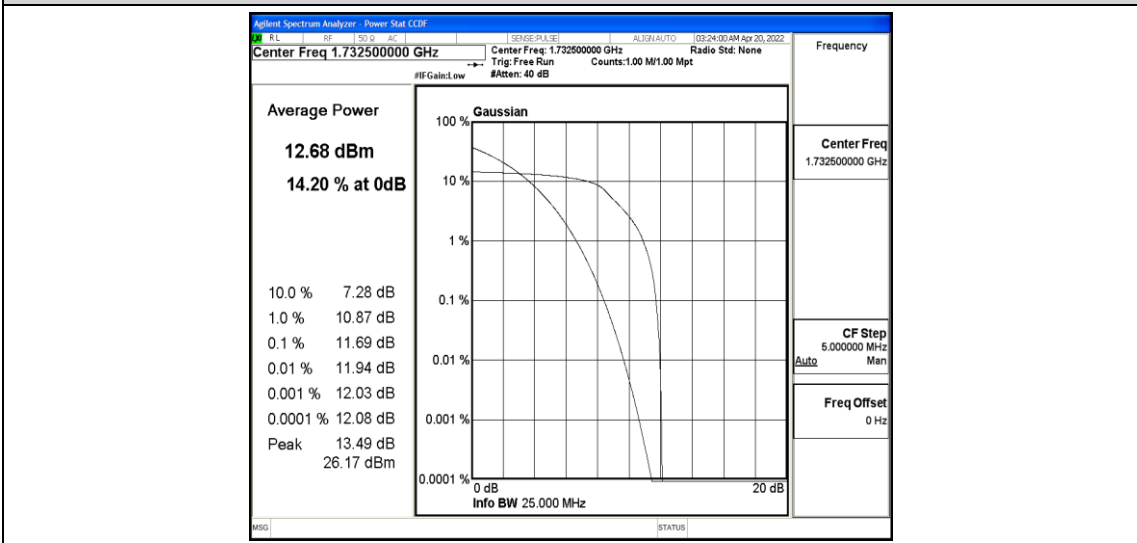 Agilent Spectrum Analyzer - Power Stat CCDF
LXI RL RF 50 Ω AC SENSE:PULSE ALIGNAUTO 03:24:00 AM Apr 20, 2022
Center Freq 1.732500000 GHz
Center Freq: 1.732500000 GHz Radio Std: None
Trig: Free Run Counts:1.00 M/1.00 Mpt
#IFGain:Low #Atten: 40 dB
Frequency
Average Power
12.68 dBm
14.20 % at 0dB
10.0 % 7.28 dB
1.0 % 10.87 dB
0.1 % 11.69 dB
0.01 % 11.94 dB
0.001 % 12.03 dB
0.0001 % 12.08 dB
Peak 13.49 dB
26.17 dBm
Gaussian
100 %
10 %
1 %
0.1 %
0.01 %
0.001 %
0.0001 %
0 dB 20 dB
Info BW 25.000 MHz
Center Freq
1.732500000 GHz
CF Step
5.000000 MHz
Auto Man
Freq Offset
0 Hz
MSG STATUS